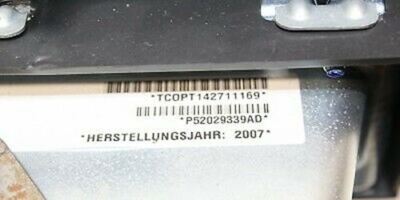 *TCOPT142711169*
*P52029339AD*
*HERSTELLUNGSJAHR: 2007*